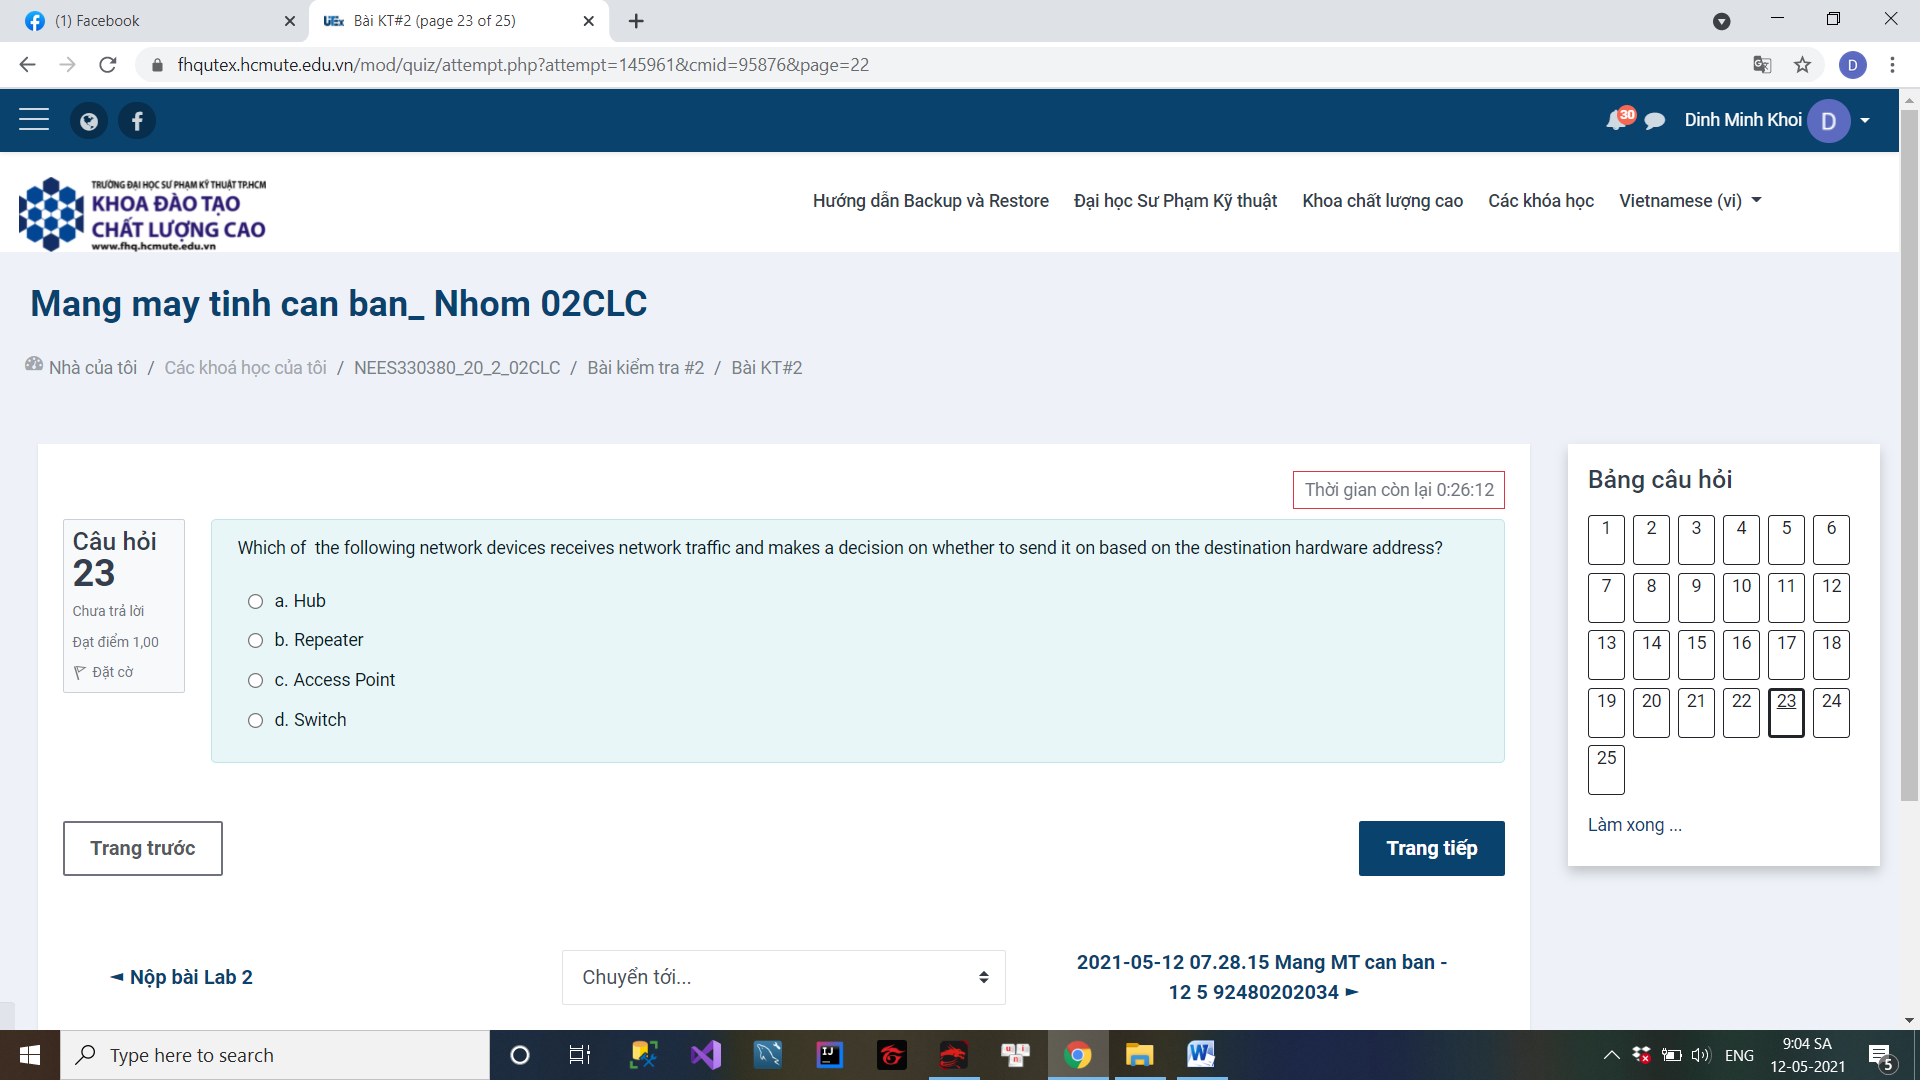 (1) Facebook
UEx Bài KT#2 (page 23 of 25)
fhqutex.hcmute.edu.vn/mod/quiz/attempt.php?attempt=145961&cmid=95876&page=22
D
30
Dinh Minh Khoi
D
TRƯỜNG ĐẠI HỌC SƯ PHẠM KỸ THUẬT TP.HCM
KHOA ĐÀO TẠO
CHẤT LƯỢNG CAO
www.fhq.hcmute.edu.vn
Hướng dẫn Backup và Restore
Đại học Sư Phạm Kỹ thuật
Khoa chất lượng cao
Các khóa học
Vietnamese (vi)
Mang may tinh can ban_ Nhom 02CLC
Nhà của tôi / Các khoá học của tôi / NEES330380_20_2_02CLC / Bài kiểm tra #2 / Bài KT#2
Thời gian còn lại 0:26:12
Câu hỏi
23
Chưa trả lời
Đạt điểm 1,00
Đặt cờ
Which of the following network devices receives network traffic and makes a decision on whether to send it on based on the destination hardware address?
a. Hub
b. Repeater
c. Access Point
d. Switch
Trang trước
Trang tiếp
Bảng câu hỏi
1 2 3 4 5 6
7 8 9 10 11 12
13 14 15 16 17 18
19 20 21 22 23 24
25
Làm xong ...
◄ Nộp bài Lab 2
Chuyển tới...
2021-05-12 07.28.15 Mang MT can ban -
12 5 92480202034 ►
Type here to search
ENG
9:04 SA
12-05-2021
5